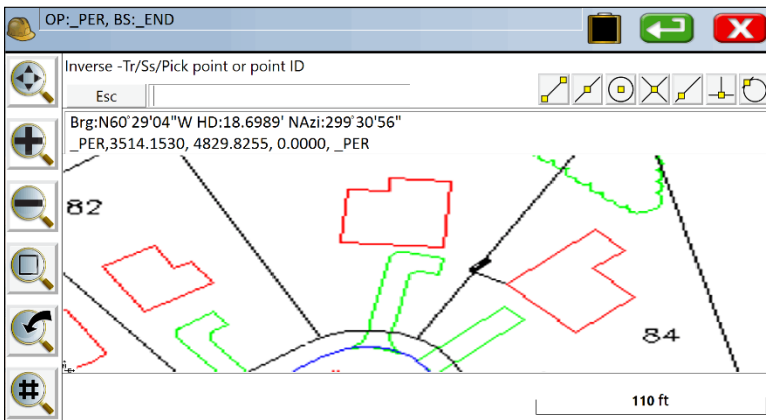 OP:_PER, BS:_END
Inverse -Tr/Ss/Pick point or point ID
Esc
Brg:N60°29'04"W HD:18.6989' NAzi:299°30'56"
_PER,3514.1530, 4829.8255, 0.0000, _PER
82
84
110 ft